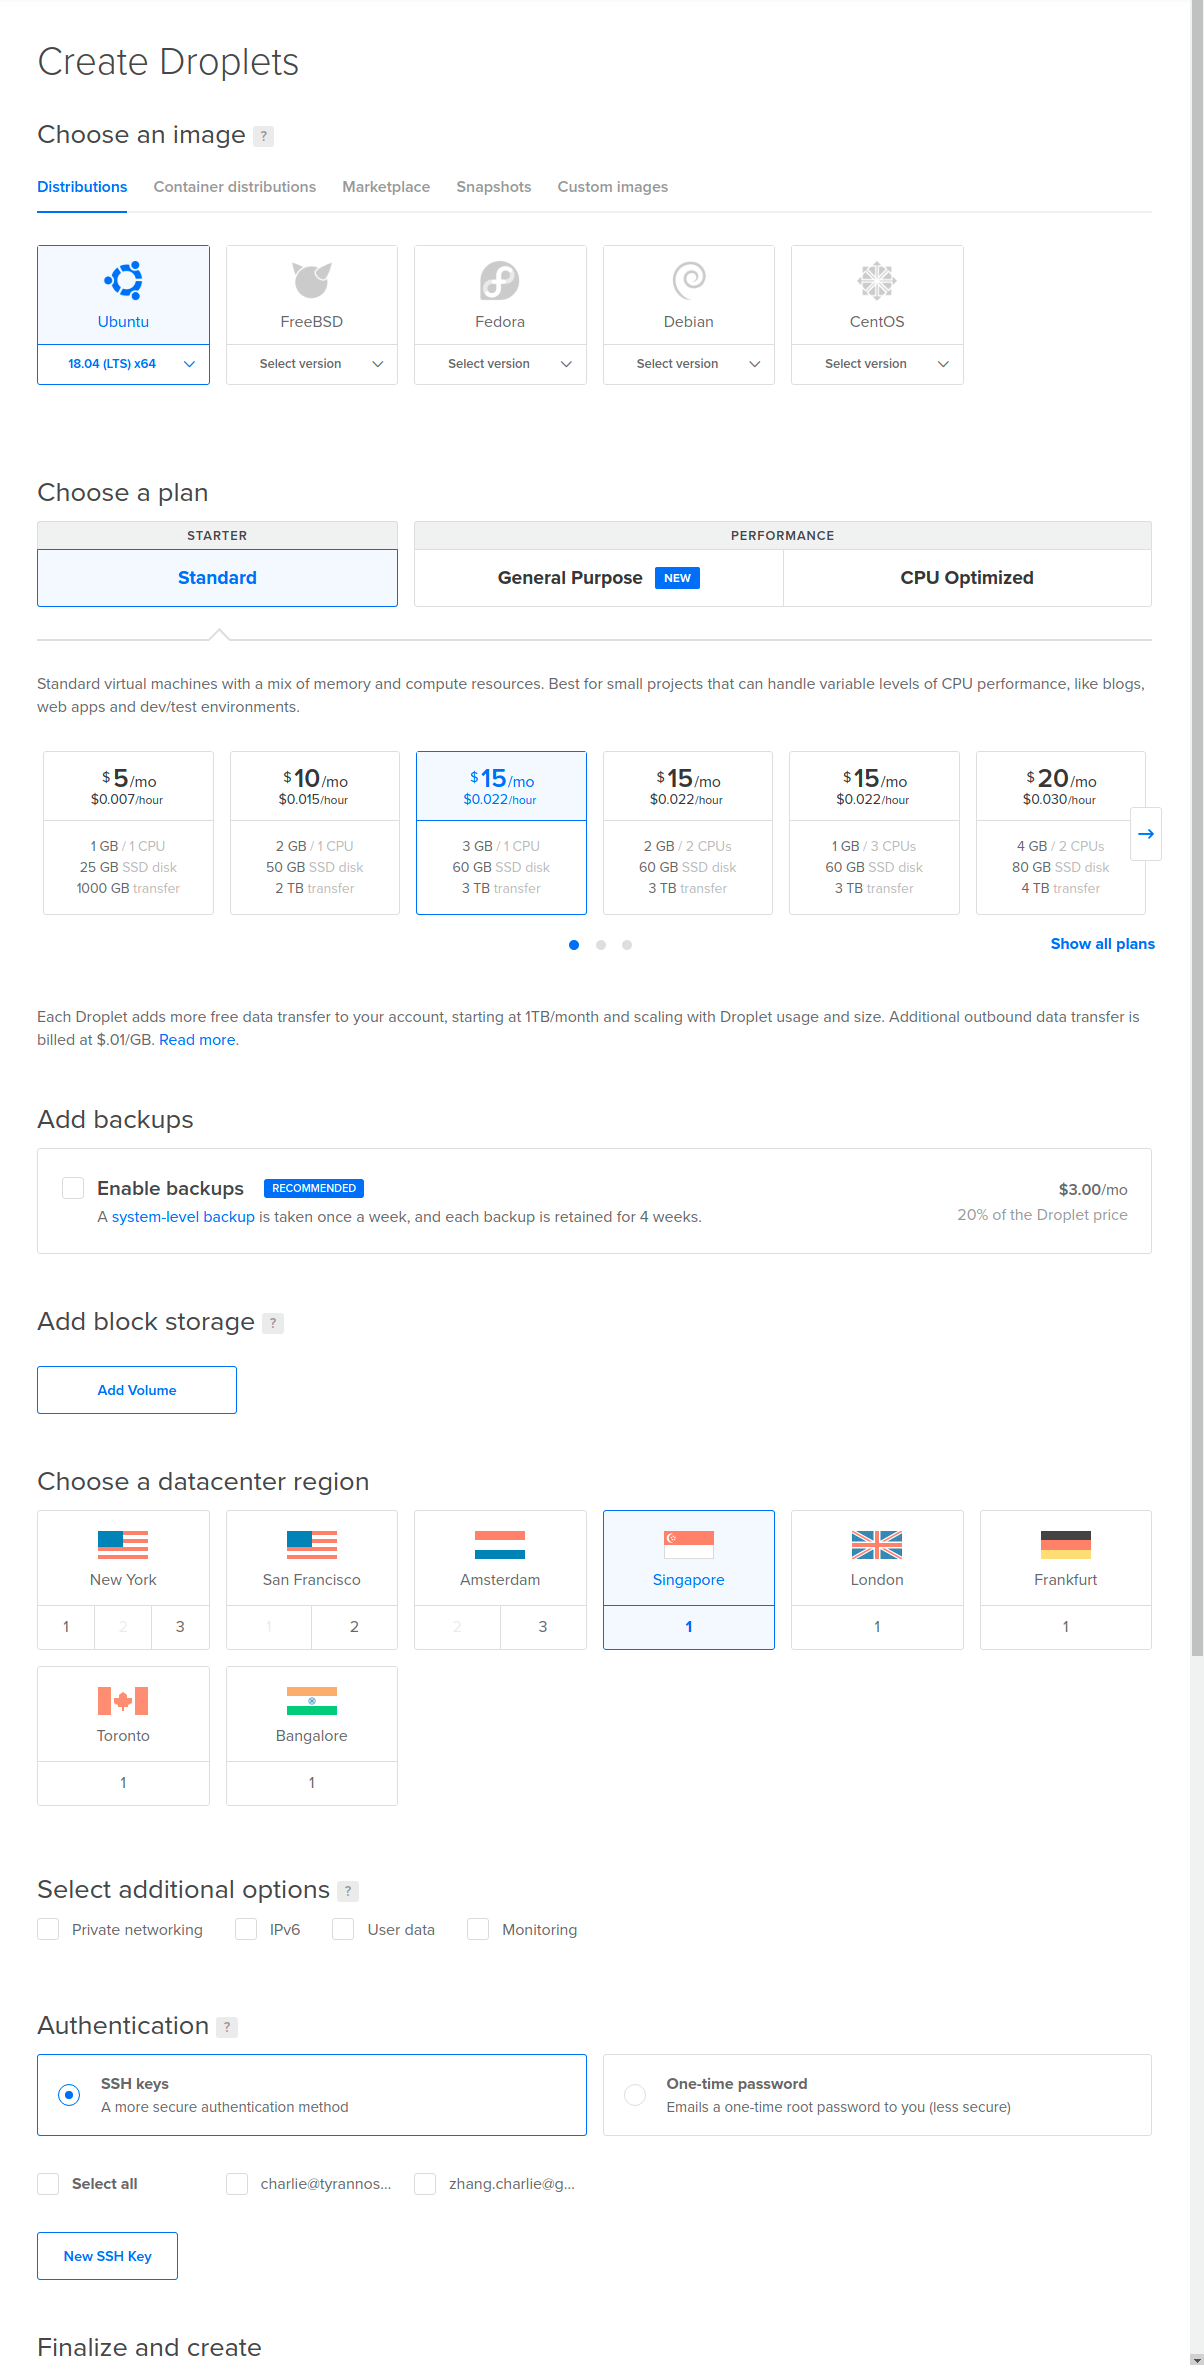 Create Droplets
Choose an image ?
Distributions Container distributions Marketplace Snapshots Custom images
Ubuntu FreeBSD Fedora Debian CentOS
18.04 (LTS) x64 Select version Select version Select version Select version
Choose a plan
STARTER PERFORMANCE
Standard General Purpose NEW CPU Optimized
Standard virtual machines with a mix of memory and compute resources. Best for small projects that can handle variable levels of CPU performance, like blogs,
web apps and dev/test environments.
$5/mo $10/mo $15/mo $15/mo $15/mo $20/mo
$0.007/hour $0.015/hour $0.022/hour $0.022/hour $0.022/hour $0.030/hour
1 GB / 1 CPU 2 GB / 1 CPU 3 GB / 1 CPU 2 GB / 2 CPUs 1 GB / 3 CPUs 4 GB / 2 CPUs
25 GB SSD disk 50 GB SSD disk 60 GB SSD disk 60 GB SSD disk 60 GB SSD disk 80 GB SSD disk
1000 GB transfer 2 TB transfer 3 TB transfer 3 TB transfer 3 TB transfer 4 TB transfer
Show all plans
Each Droplet adds more free data transfer to your account, starting at 1TB/month and scaling with Droplet usage and size. Additional outbound data transfer is
billed at $.01/GB. Read more.
Add backups
Enable backups RECOMMENDED $3.00/mo
A system-level backup is taken once a week, and each backup is retained for 4 weeks. 20% of the Droplet price
Add block storage ?
Add Volume
Choose a datacenter region
New York San Francisco Amsterdam Singapore London Frankfurt
1 2 3 1 2 2 3 1 1 1
Toronto Bangalore
1 1
Select additional options ?
Private networking IPv6 User data Monitoring
Authentication ?
SSH keys One-time password
A more secure authentication method Emails a one-time root password to you (less secure)
Select all charlie@tyrannos... zhang.charlie@g...
New SSH Key
Finalize and create